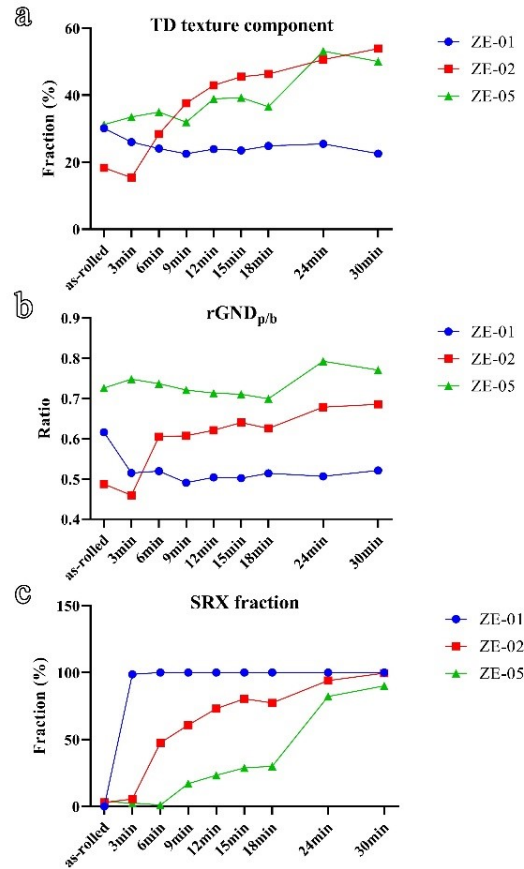 a
TD texture component
60
40
20
0
Fraction (%)
as-rolled
3min
6min
9min
12min
15min
18min
24min
30min
ZE-01
ZE-02
ZE-05
b
rGNDp/b
0.9
0.8
0.7
0.6
0.5
0.4
Ratio
as-rolled
3min
6min
9min
12min
15min
18min
24min
30min
ZE-01
ZE-02
ZE-05
c
SRX fraction
150
100
50
0
Fraction (%)
as-rolled
3min
6min
9min
12min
15min
18min
24min
30min
ZE-01
ZE-02
ZE-05